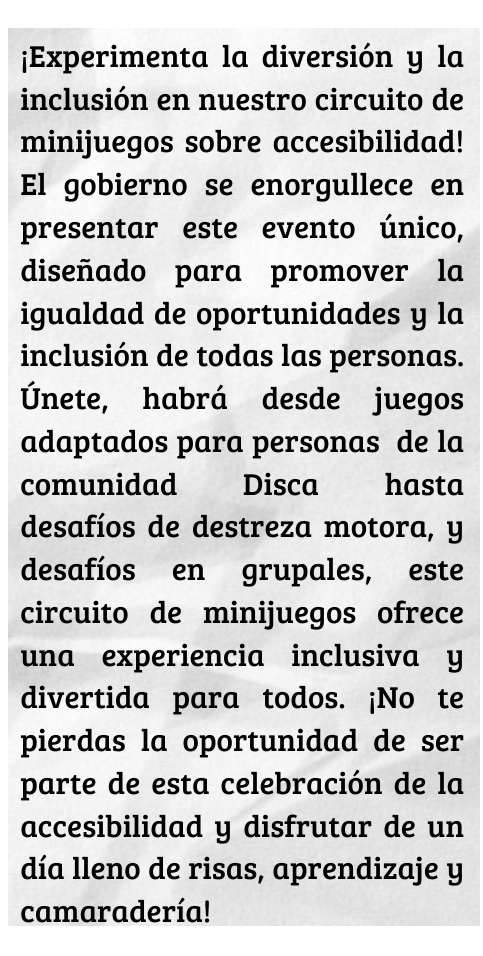 ¡Experimenta la diversión y la
inclusión en nuestro circuito de
minijuegos sobre accesibilidad!
El gobierno se enorgullece en
presentar este evento único,
diseñado para promover la
igualdad de oportunidades y la
inclusión de todas las personas.
Únete, habrá desde juegos
adaptados para personas  de la
comunidad Disca hasta
desafíos de destreza motora, y
desafíos en grupales, este
circuito de minijuegos ofrece
una experiencia inclusiva y
divertida para todos. ¡No te
pierdas la oportunidad de ser
parte de esta celebración de la
accesibilidad y disfrutar de un
día lleno de risas, aprendizaje y
camaradería!